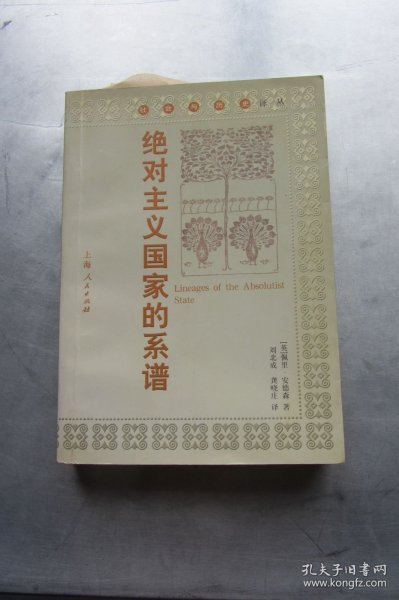 社会与历史译丛
绝对主义国家的系谱
Lineages of the Absolutist
State
[英]佩里·安德森 著
刘北成 龚晓庄 译
上海人民出版社
孔夫子旧书网
www.kongfz.com